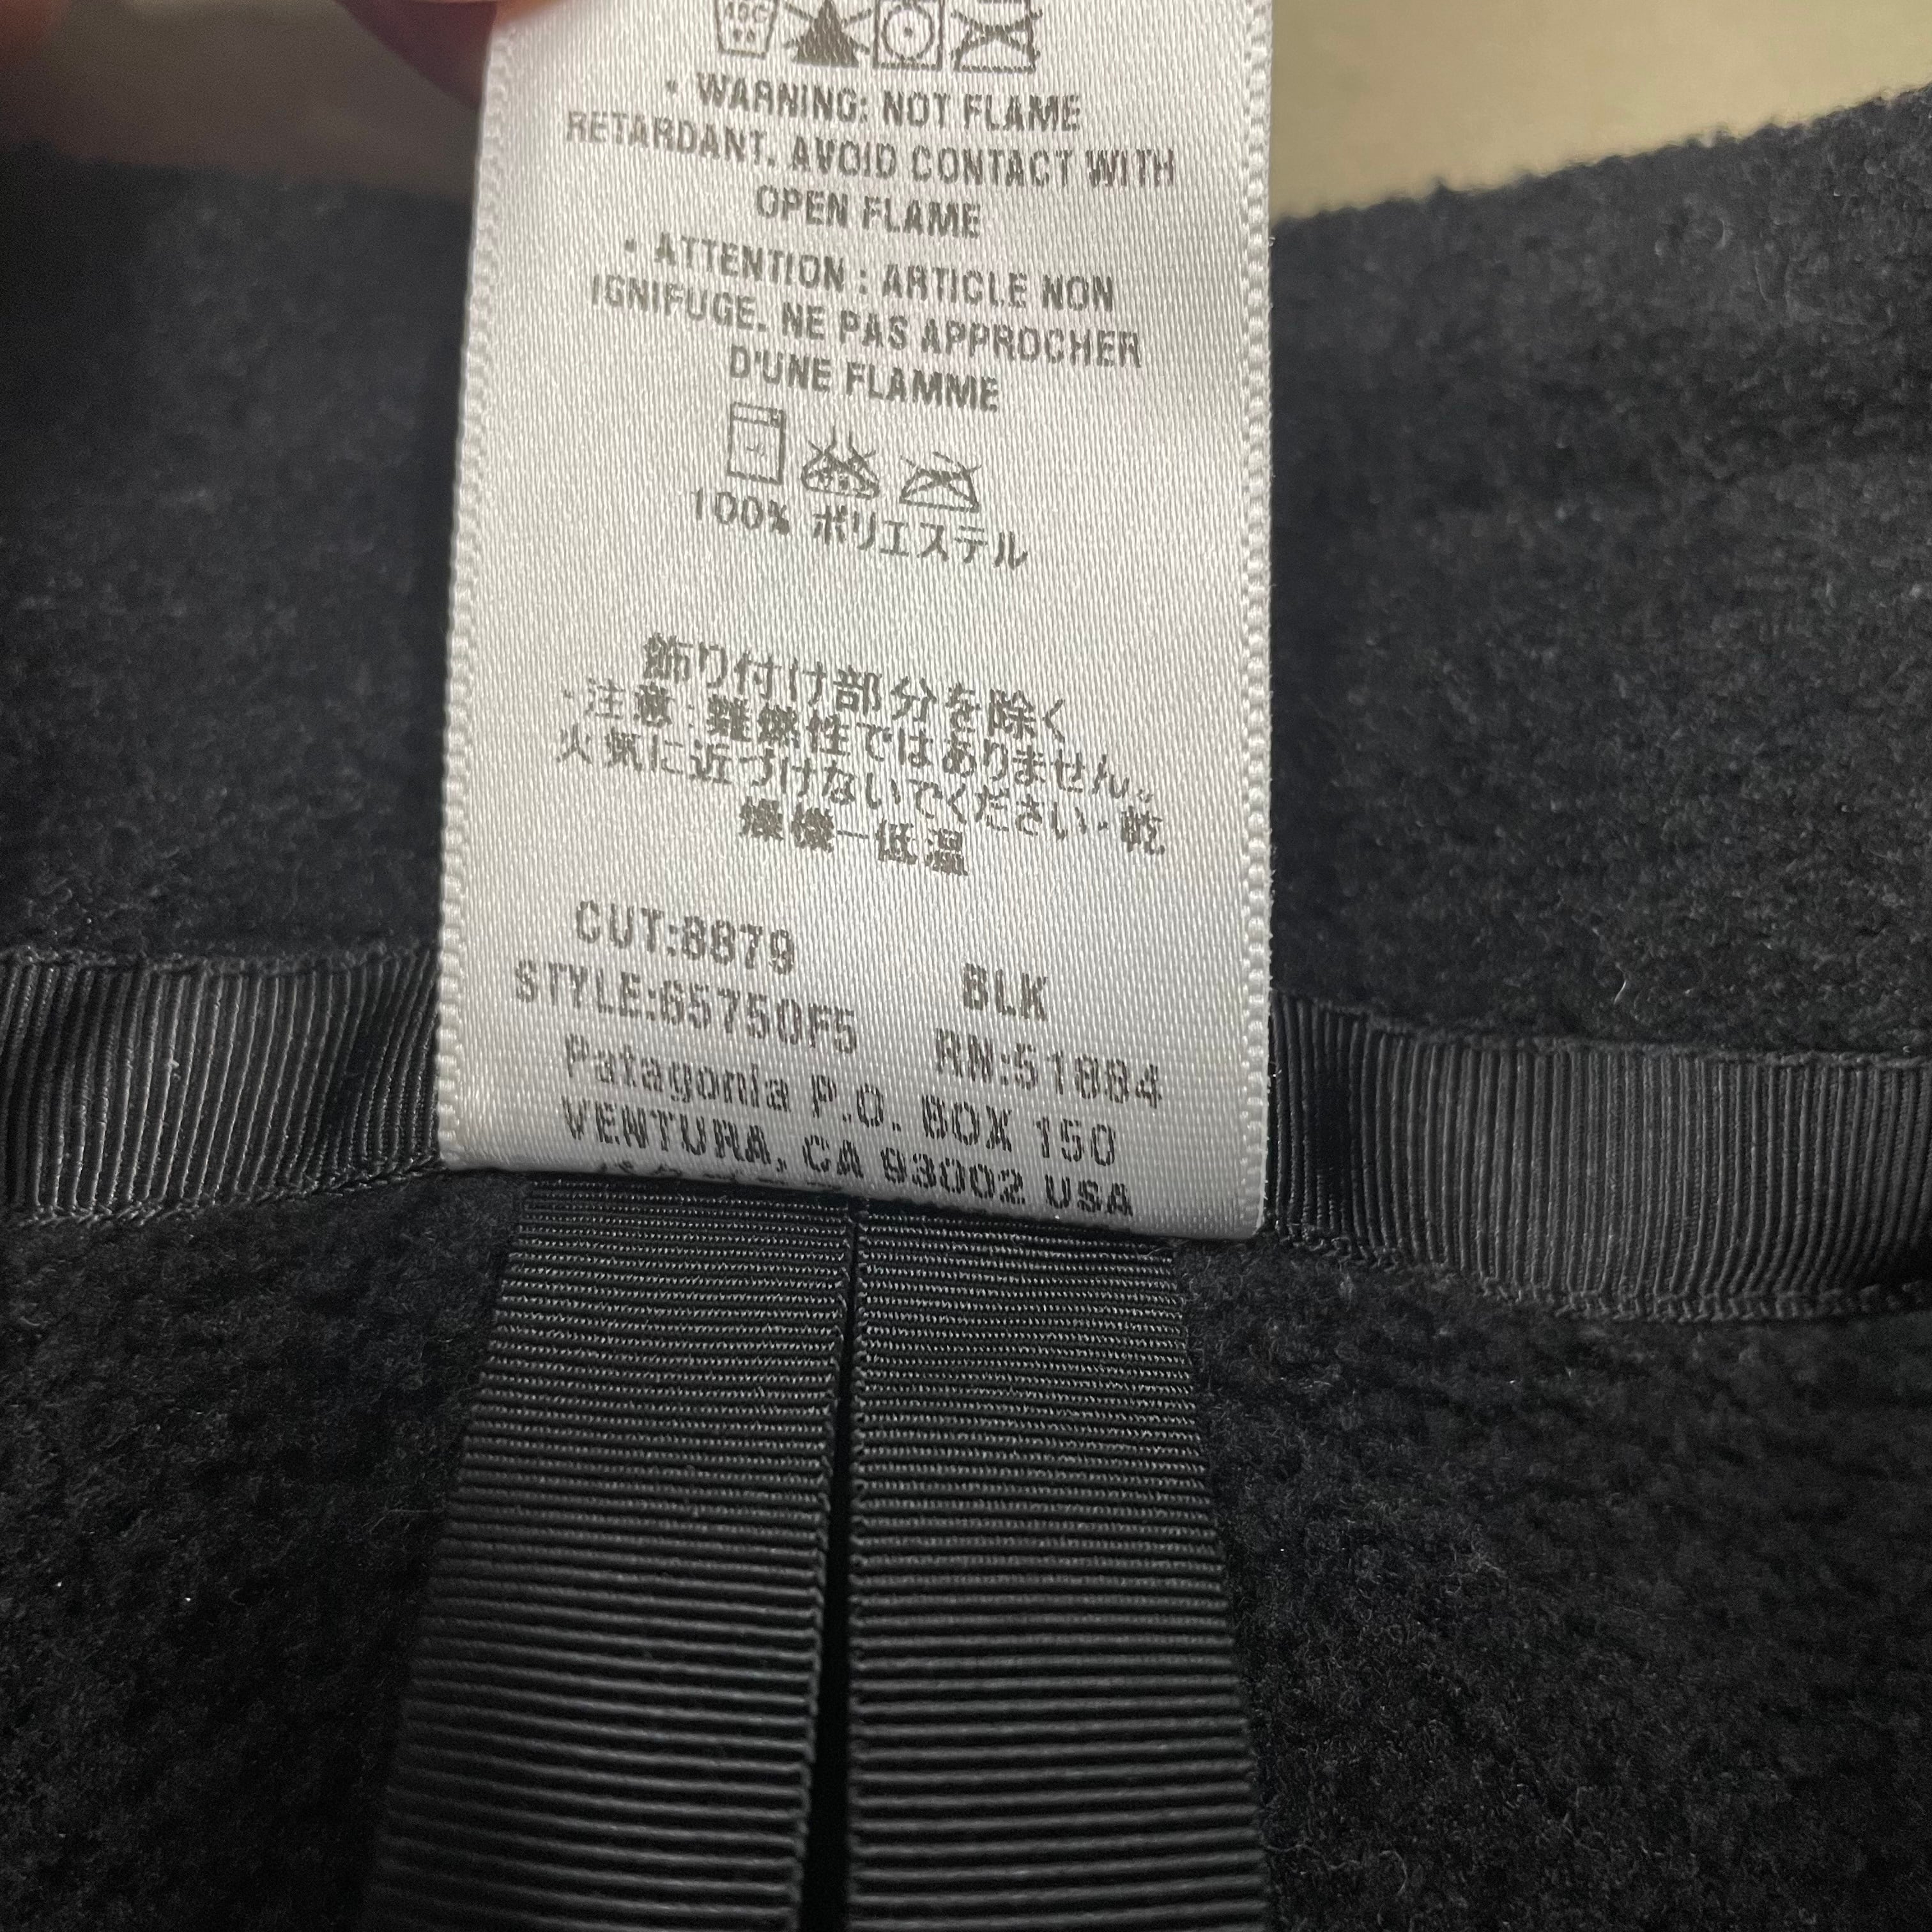 40C
• WARNING: NOT FLAME
RETARDANT. AVOID CONTACT WITH
OPEN FLAME
• ATTENTION : ARTICLE NON
IGNIFUGE. NE PAS APPROCHER
D'UNE FLAMME
100% ポリエステル
飾り付け部分を除く
・注意:難燃性ではありません。
火気に近づけないでください・乾
燥機ー低温
CUT:8879
BLK
STYLE:65750F5
RN:51884
Patagonia P.O. BOX 150
VENTURA, CA 93002 USA